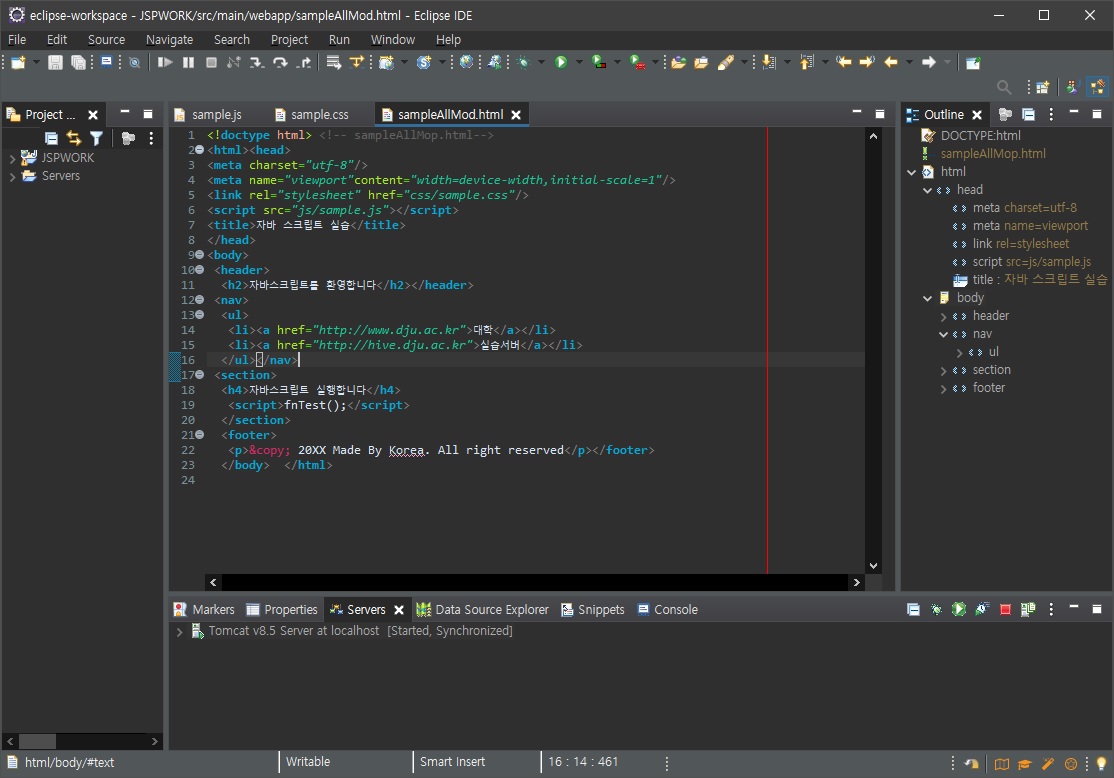 eclipse-workspace - JSPWORK/src/main/webapp/sampleAllMod.html - Eclipse IDE
File Edit Source Navigate Search Project Run Window Help
Project ...
JSPWORK
Servers
sample.js sample.css sampleAllMod.html
1 <!doctype html> <!-- sampleAllMop.html-->
2 <html><head>
3 <meta charset="utf-8"/>
4 <meta name="viewport"content="width=device-width,initial-scale=1"/>
5 <link rel="stylesheet" href="css/sample.css"/>
6 <script src="js/sample.js"></script>
7 <title>자바 스크립트 실습</title>
8 </head>
9 <body>
10 <header>
11 <h2>자바스크립트를 환영합니다</h2></header>
12 <nav>
13 <ul>
14 <li><a href="http://www.dju.ac.kr">대학</a></li>
15 <li><a href="http://hive.dju.ac.kr">실습서버</a></li>
16 </ul></nav>
17 <section>
18 <h4>자바스크립트 실행합니다</h4>
19 <script>fnTest();</script>
20 </section>
21 <footer>
22 <p>&copy; 20XX Made By Korea. All right reserved</p></footer>
23 </body> </html>
24
Outline
DOCTYPE:html
sampleAllMop.html
html
head
meta charset=utf-8
meta name=viewport
link rel=stylesheet
script src=js/sample.js
title : 자바 스크립트 실습
body
header
nav
ul
section
footer
Markers Properties Servers Data Source Explorer Snippets Console
Tomcat v8.5 Server at localhost [Started, Synchronized]
html/body/#text Writable Smart Insert 16 : 14 : 461